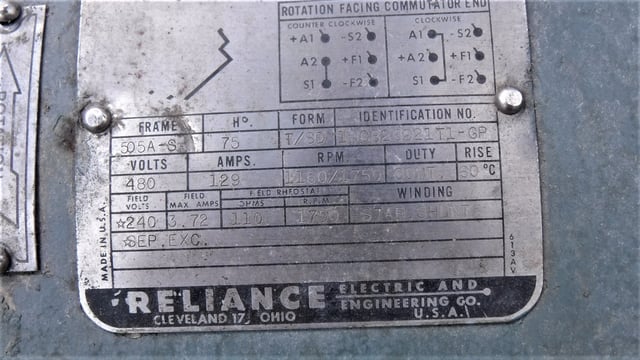 ROTATION FACING COMMUTATOR END
COUNTER CLOCKWISE CLOCKWISE
+A1 -S2 A1 -S2
A2 +F1 +A2 +F1
S1 -F2 S1 -F2
FRAME HP. FORM IDENTIFICATION NO.
505A-S 75 T/SD
VOLTS AMPS. RPM DUTY RISE
480 129 1160/1750 CONT. °C
FIELD VOLTS. FIELD MAX. AMPS FIELD RHEOSTAT OHMS R.P.M. WINDING
☆240 3.72 110 1750 STAB. SHUNT
☆SEP. EXC.
MADE IN U.S.A.
613AV
RELIANCE ELECTRIC AND
ENGINEERING CO.
CLEVELAND 17, OHIO U.S.A.